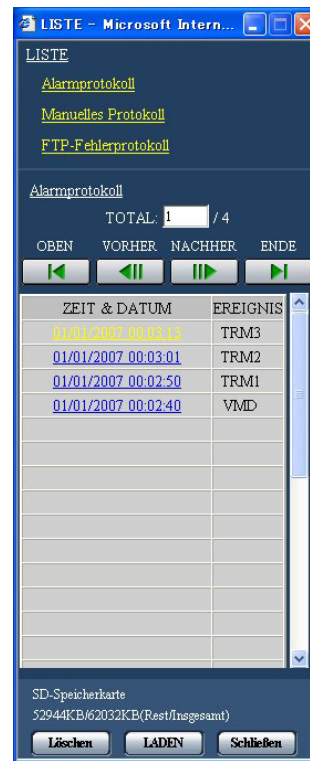 LISTE - Microsoft Intern...
LISTE
Alarmprotokoll
Manuelles Protokoll
FTP-Fehlerprotokoll
Alarmprotokoll
TOTAL: 1 / 4
OBEN VORHER NACHHER ENDE
ZEIT & DATUM EREIGNIS
01/01/2007 00:03:13 TRM3
01/01/2007 00:03:01 TRM2
01/01/2007 00:02:50 TRM1
01/01/2007 00:02:40 VMD
SD-Speicherkarte
52944KB/62032KB(Rest/Insgesamt)
Löschen LADEN Schließen